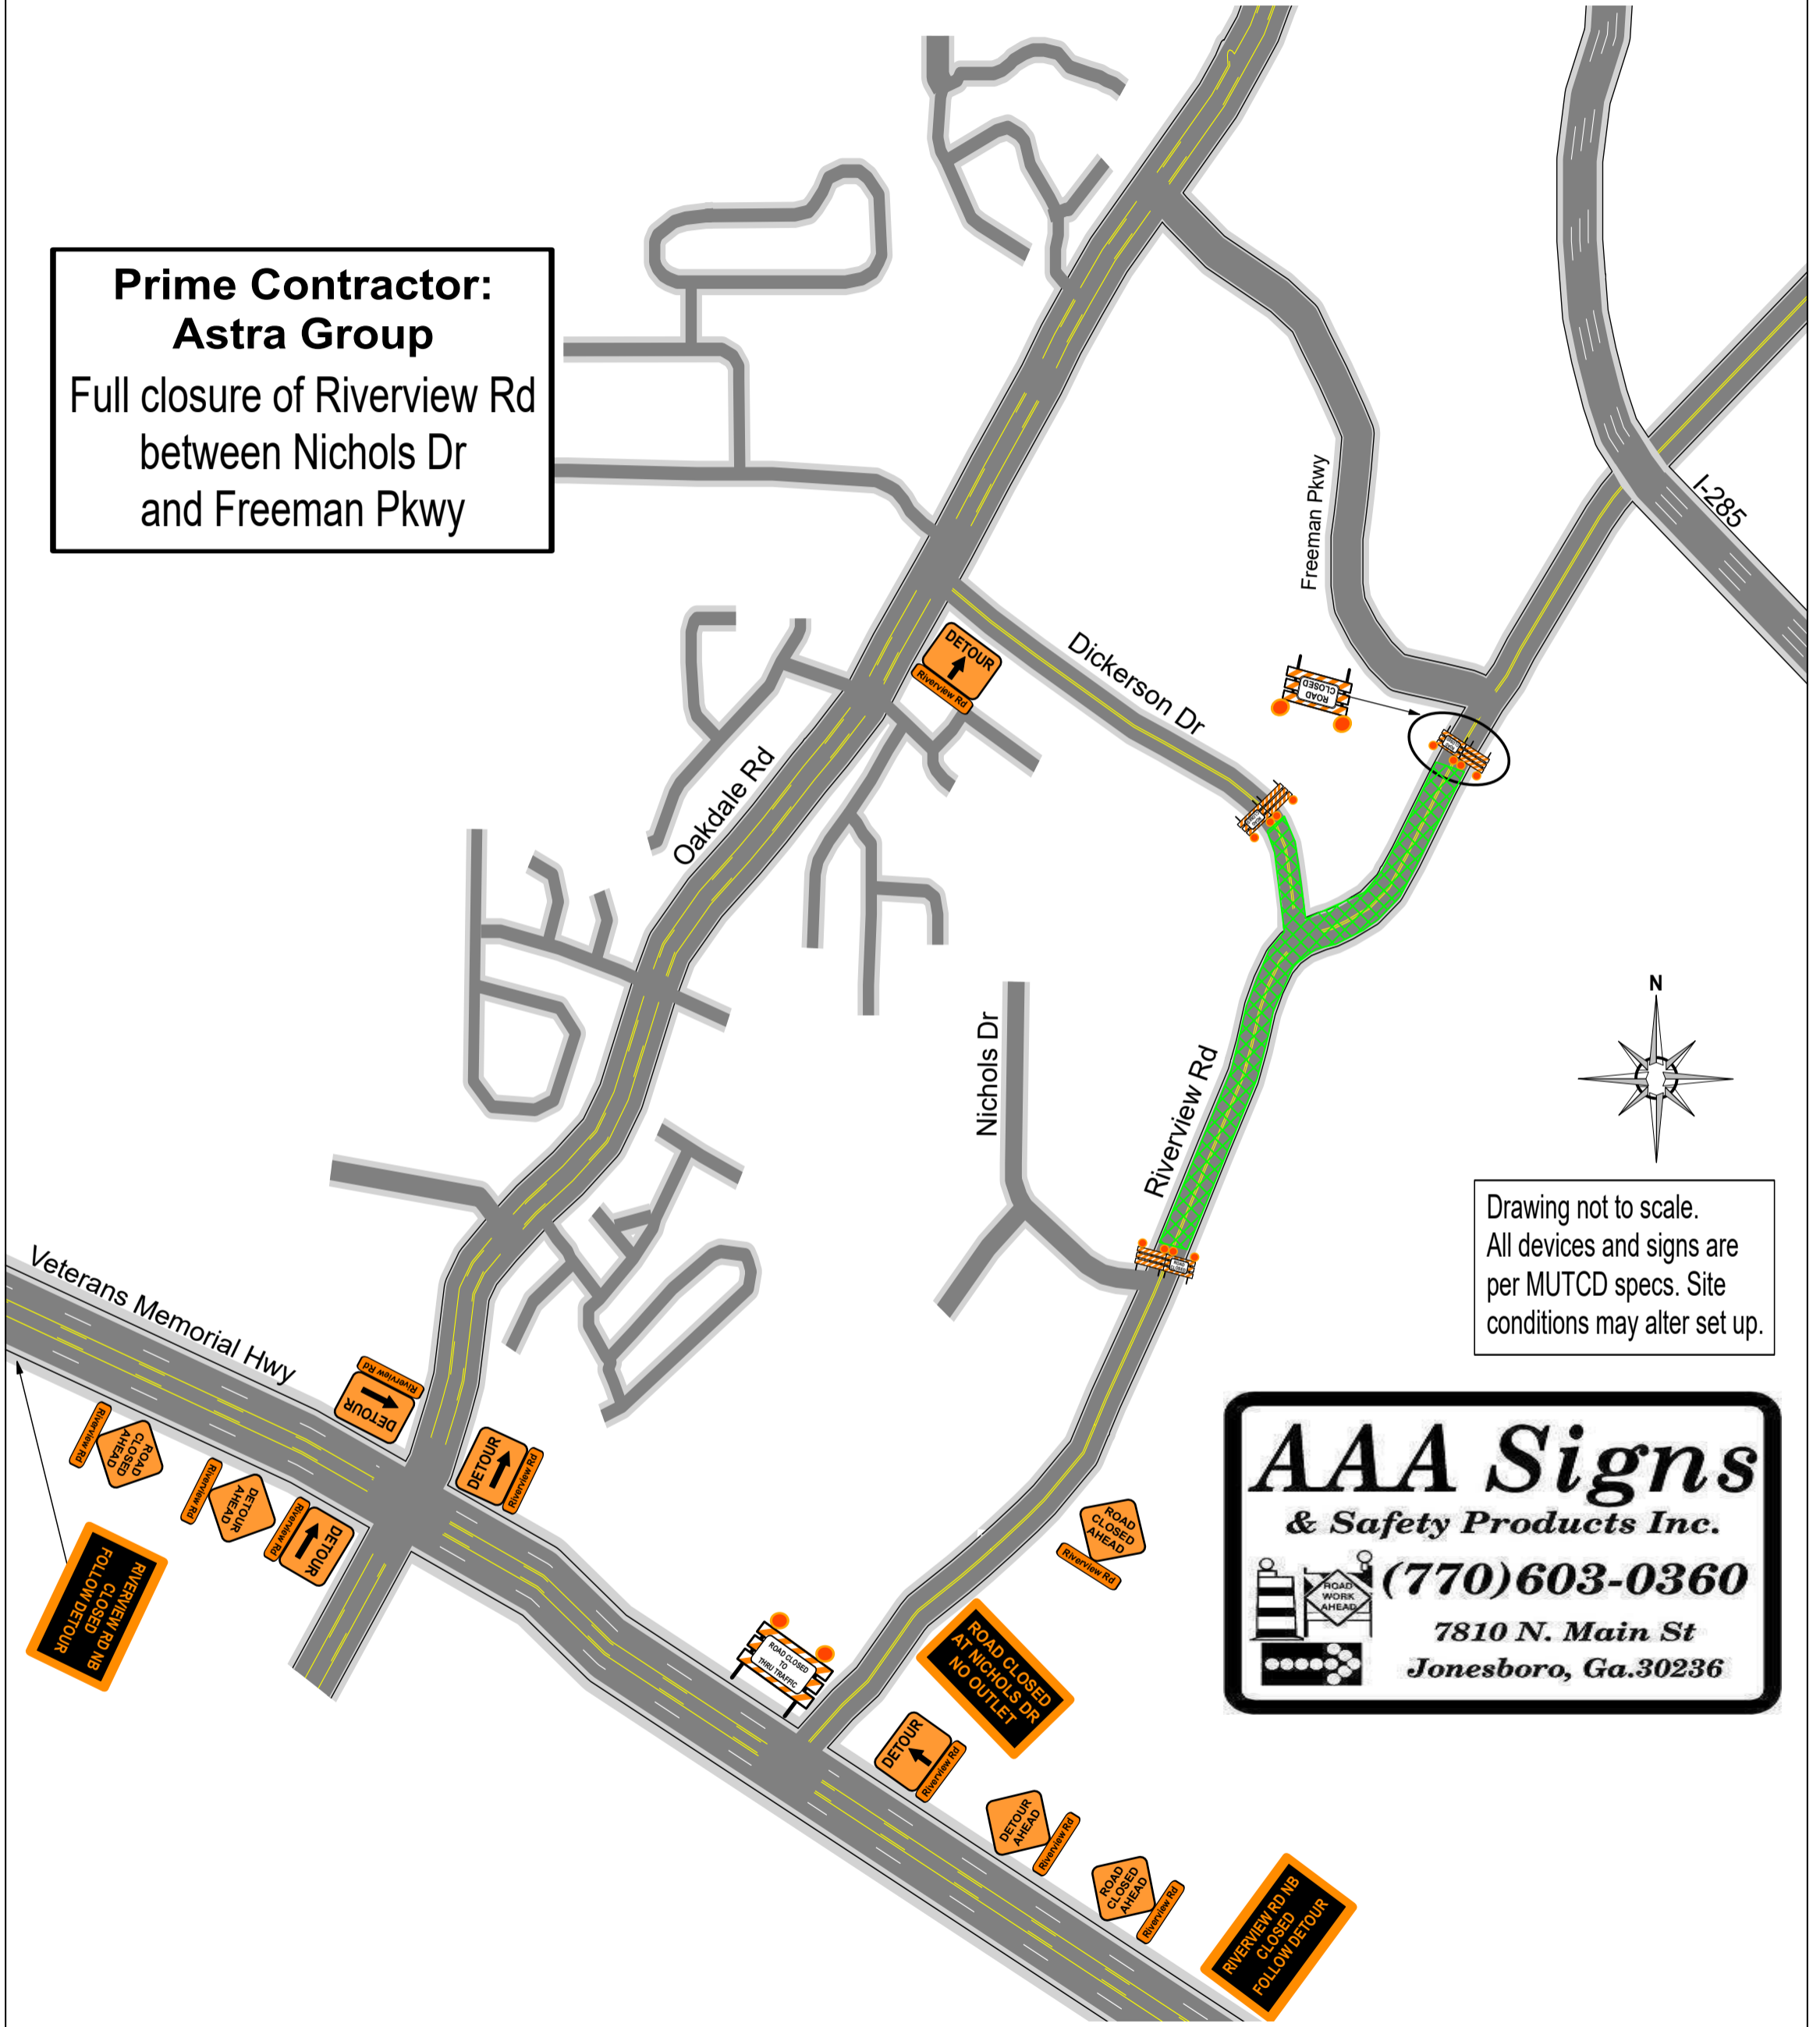 Prime Contractor:
Astra Group
Full closure of Riverview Rd
between Nichols Dr
and Freeman Pkwy
I-285
Freeman Pkwy
ROAD
CLOSED
DETOUR
Riverview Rd
Dickerson Dr
Oakdale Rd
Nichols Dr
Riverview Rd
N
Drawing not to scale.
All devices and signs are
per MUTCD specs. Site
conditions may alter set up.
Veterans Memorial Hwy
Riverview Rd
DETOUR
DETOUR
Riverview Rd
ROAD
CLOSED
AHEAD
Riverview Rd
DETOUR
AHEAD
Riverview Rd
DETOUR
Riverview Rd
RIVERVIEW RD NB
CLOSED
FOLLOW DETOUR
ROAD CLOSED
TO
THRU TRAFFIC
ROAD
CLOSED
AHEAD
Riverview Rd
ROAD CLOSED
AT NICHOLS DR
NO OUTLET
DETOUR
Riverview Rd
DETOUR
AHEAD
Riverview Rd
ROAD
CLOSED
AHEAD
Riverview Rd
RIVERVIEW RD NB
CLOSED
FOLLOW DETOUR
AAA Signs
& Safety Products Inc.
ROAD
WORK
AHEAD
(770)603-0360
7810 N. Main St
Jonesboro, Ga.30236